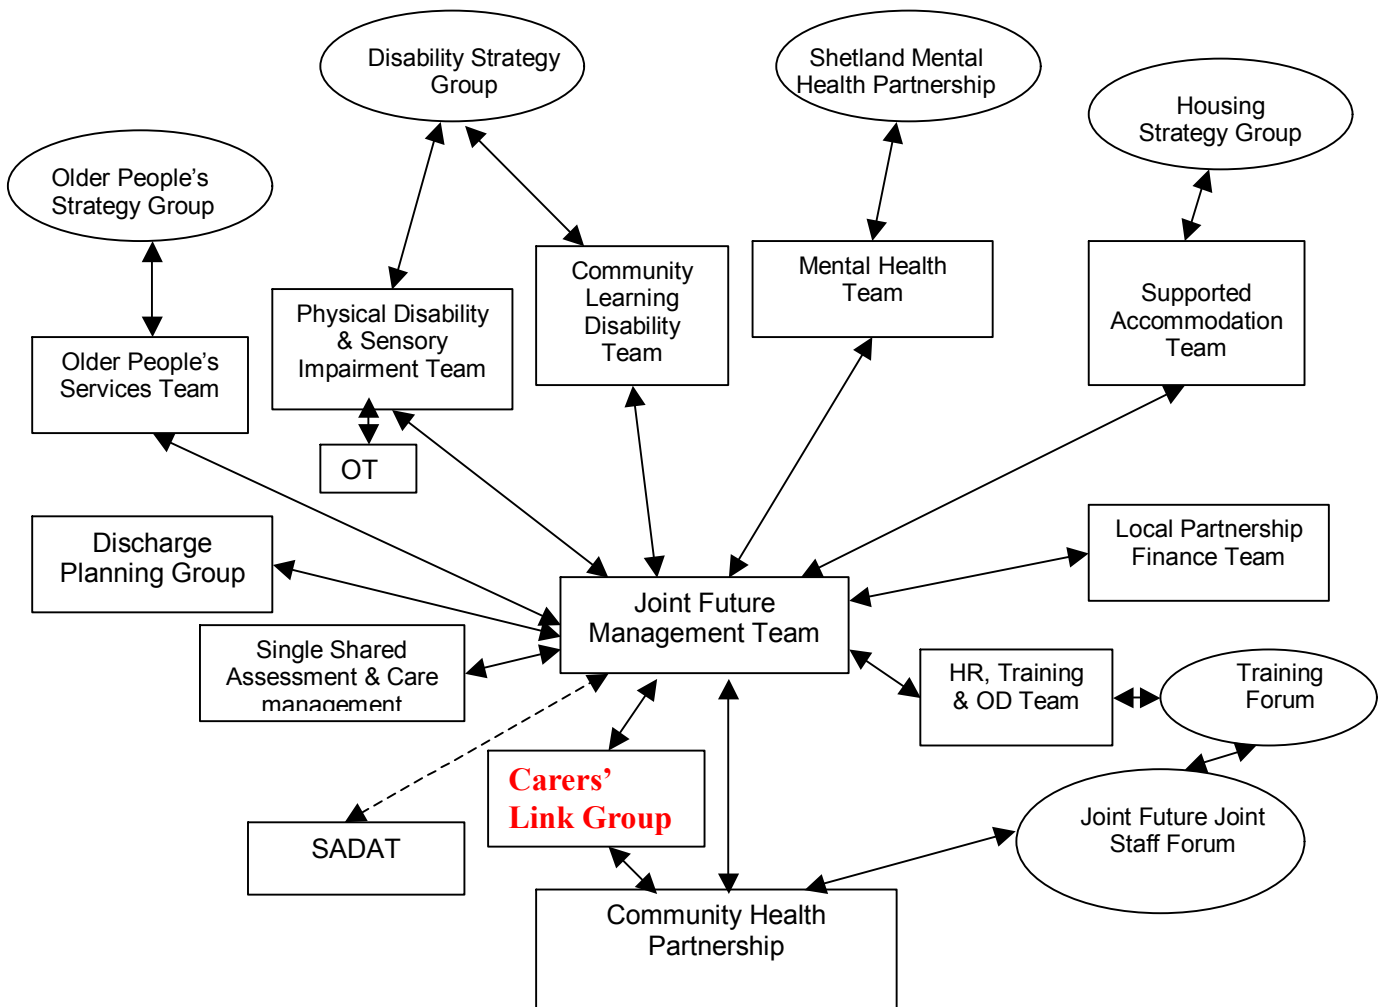 Disability Strategy
Group
Shetland Mental
Health Partnership
Housing
Strategy Group
Older People's
Strategy Group
Community
Learning
Disability
Team
Mental Health
Team
Supported
Accommodation
Team
Physical Disability
& Sensory
Impairment Team
Older People's
Services Team
OT
Discharge
Planning Group
Local Partnership
Finance Team
Joint Future
Management Team
Single Shared
Assessment & Care
management
HR, Training
& OD Team
Training
Forum
Carers’
Link Group
SADAT
Joint Future Joint
Staff Forum
Community Health
Partnership